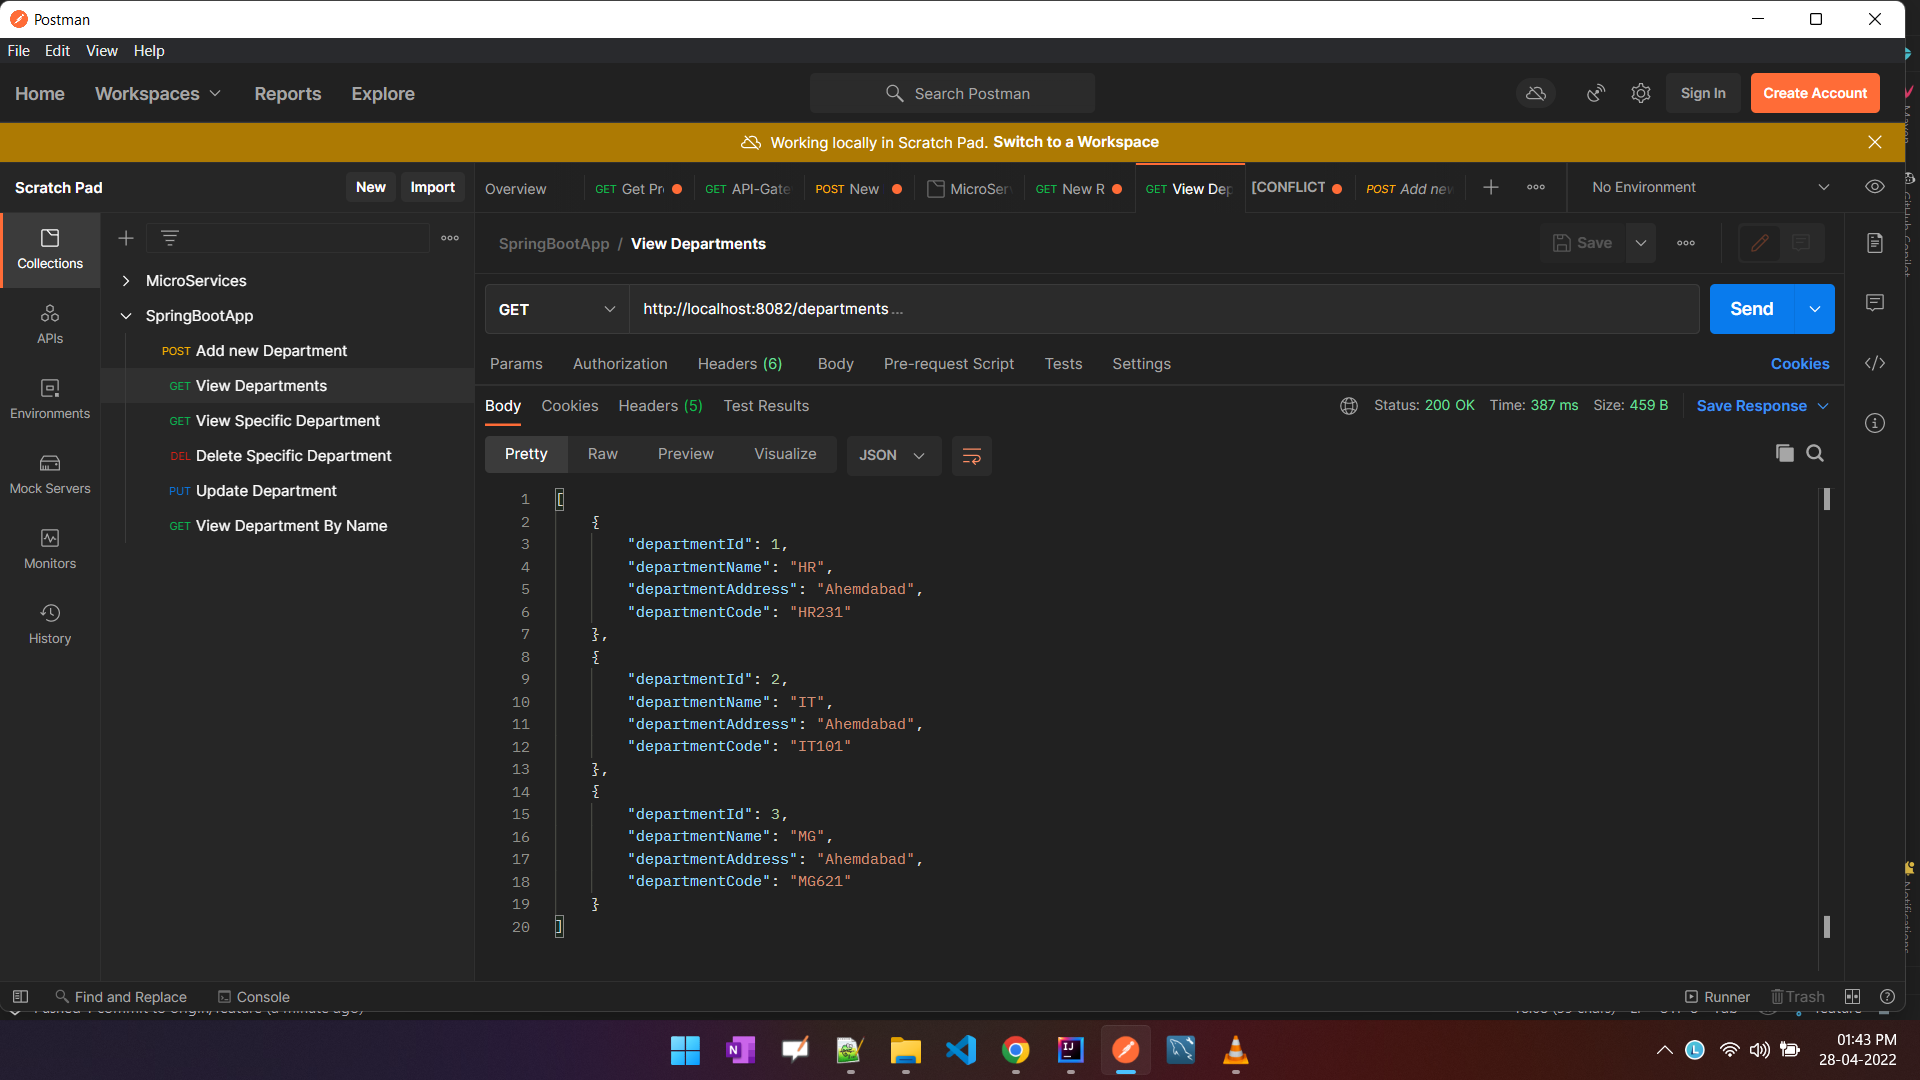 Postman
File Edit View Help
Home Workspaces Reports Explore Search Postman Sign In Create Account
Working locally in Scratch Pad. Switch to a Workspace
Scratch Pad New Import Overview GET Get Pr GET API-Gate POST New MicroSer GET New R GET View Dep [CONFLICT POST Add new No Environment
SpringBootApp / View Departments Save
Collections
APIs
Environments
Mock Servers
Monitors
History
MicroServices
SpringBootApp
POST Add new Department
GET View Departments
GET View Specific Department
DEL Delete Specific Department
PUT Update Department
GET View Department By Name
GET http://localhost:8082/departments... Send
Params Authorization Headers (6) Body Pre-request Script Tests Settings Cookies
Body Cookies Headers (5) Test Results Status: 200 OK Time: 387 ms Size: 459 B Save Response
Pretty Raw Preview Visualize JSON
1 [
2 {
3 "departmentId": 1,
4 "departmentName": "HR",
5 "departmentAddress": "Ahemdabad",
6 "departmentCode": "HR231"
7 },
8 {
9 "departmentId": 2,
10 "departmentName": "IT",
11 "departmentAddress": "Ahemdabad",
12 "departmentCode": "IT101"
13 },
14 {
15 "departmentId": 3,
16 "departmentName": "MG",
17 "departmentAddress": "Ahemdabad",
18 "departmentCode": "MG621"
19 }
20 ]
Find and Replace Console Runner Trash
Maven
GitHub Copilot
Notifications
01:43 PM
28-04-2022